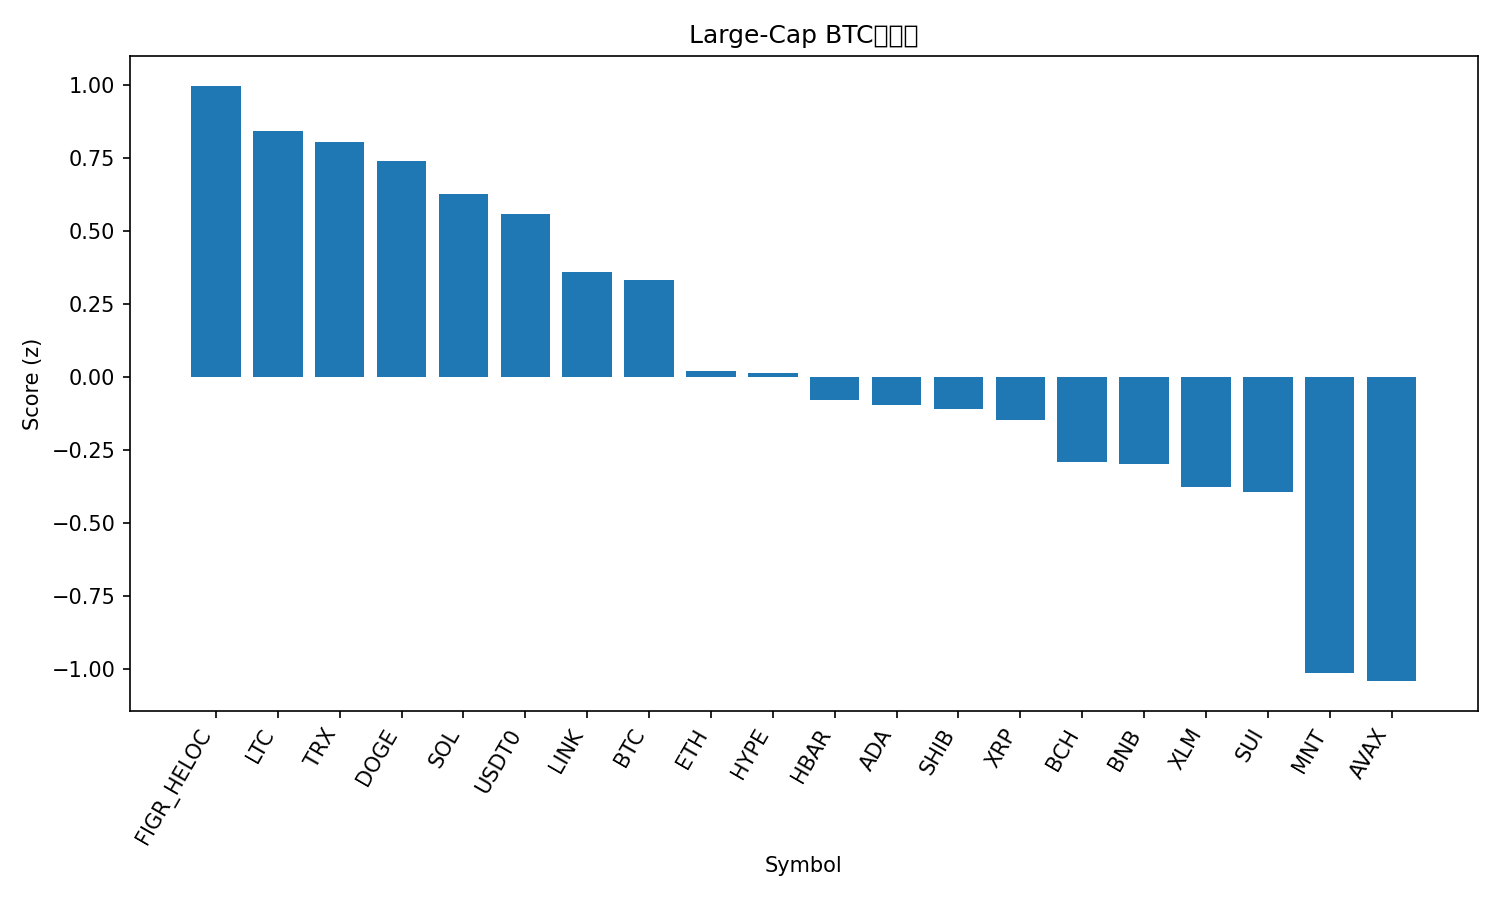 Large-Cap BTC
1.00
0.75
0.50
0.25
0.00
−0.25
−0.50
−0.75
−1.00
Score (z)
FIGR_HELOC
LTC
TRX
DOGE
SOL
USDT0
LINK
BTC
ETH
HYPE
HBAR
ADA
SHIB
XRP
BCH
BNB
XLM
SUI
MNT
AVAX
Symbol